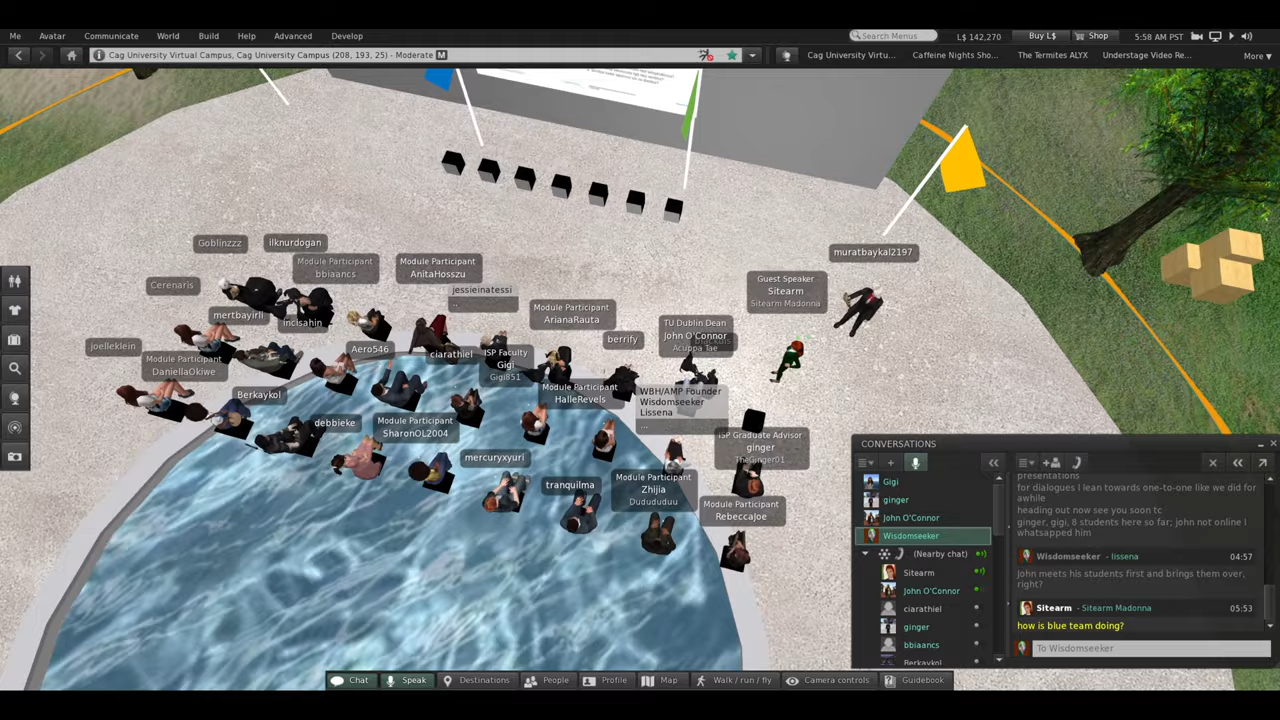 Me Avatar Communicate World Build Help Advanced Develop
Search Menus L$ 142,270 Buy L$ Shop 5:58 AM PST
Cag University Virtual Campus, Cag University Campus (208, 193, 25) - Moderate M
Cag University Virtu... Caffeine Nights Sho... The Termites ALYX Understage Video Re... More ▾
Goblinzzz
ilknurdogan
muratbaykal2197
Module Participant
bbiaancs
Module Participant
AnitaHosszu
Guest Speaker
Sitearm
Sitearm Madonna
Cerenaris
jessieinatessi
..
mertbayirli
incisahin
Module Participant
ArianaRauta
TU Dublin Dean
John O'Connor
Acuppa Tae
berrify
joelleklein
Aero546
ciarathiel
Module Participant
DaniellaOkiwe
ISP Faculty
Gigi
Gigi851
Berkaykol
Module Participant
HalleRevels
WBH/AMP Founder
Wisdomseeker
Lissena
...
debbieke
Module Participant
SharonOL2004
ISP Graduate Advisor
ginger
TheGinger01
mercuryxyuri
tranquilma
Module Participant
Zhijia
Dudududuu
Module Participant
RebeccaJoe
CONVERSATIONS
Gigi
ginger
John O'Connor
Wisdomseeker
(Nearby chat)
Sitearm
John O'Connor
ciarathiel
ginger
bbiaancs
Berkaykol
presentations
for dialogues I lean towards one-to-one like we did for
awhile
heading out now see you soon tc
ginger, gigi, 8 students here so far; john not online I
whatsapped him
Wisdomseeker - lissena 04:57
John meets his students first and brings them over,
right?
Sitearm - Sitearm Madonna 05:53
how is blue team doing?
To Wisdomseeker
Chat Speak Destinations People Profile Map Walk / run / fly Camera controls Guidebook